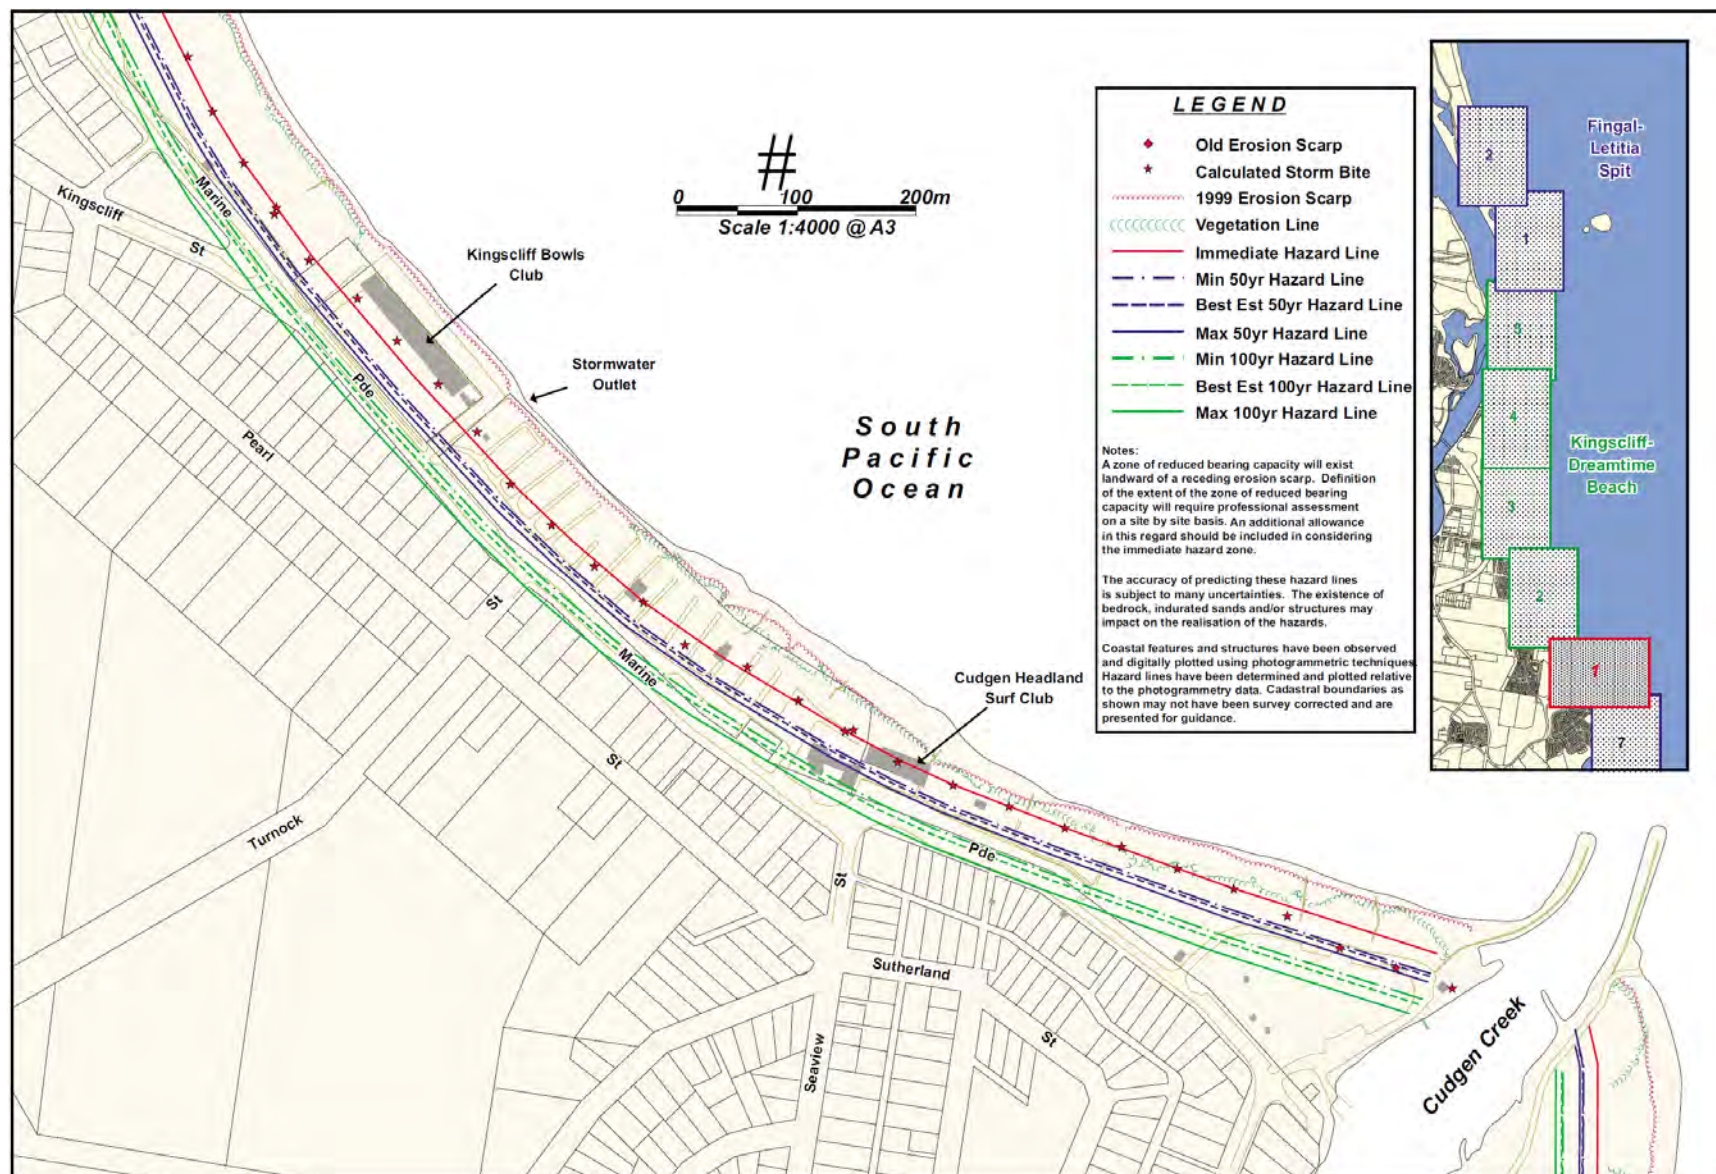 Kingscliff
St
Marine
Pde
Pearl
St
Marine
St
Turnock
St
Pde
Sutherland
St
Seaview
Kingscliff Bowls
Club
Stormwater
Outlet
Cudgen Headland
Surf Club
0 100 200m
Scale 1:4000 @ A3
South
Pacific
Ocean
Cudgen Creek
LEGEND
Old Erosion Scarp
Calculated Storm Bite
1999 Erosion Scarp
Vegetation Line
Immediate Hazard Line
Min 50yr Hazard Line
Best Est 50yr Hazard Line
Max 50yr Hazard Line
Min 100yr Hazard Line
Best Est 100yr Hazard Line
Max 100yr Hazard Line
Notes:
A zone of reduced bearing capacity will exist
landward of a receding erosion scarp. Definition
of the extent of the zone of reduced bearing
capacity will require professional assessment
on a site by site basis. An additional allowance
in this regard should be included in considering
the immediate hazard zone.
The accuracy of predicting these hazard lines
is subject to many uncertainties. The existence of
bedrock, indurated sands and/or structures may
impact on the realisation of the hazards.
Coastal features and structures have been observed
and digitally plotted using photogrammetric techniques
Hazard lines have been determined and plotted relative
to the photogrammetry data. Cadastral boundaries as
shown may not have been survey corrected and are
presented for guidance.
Fingal-
Letitia
Spit
2
1
5
4
Kingscliff-
Dreamtime
Beach
3
2
1
7